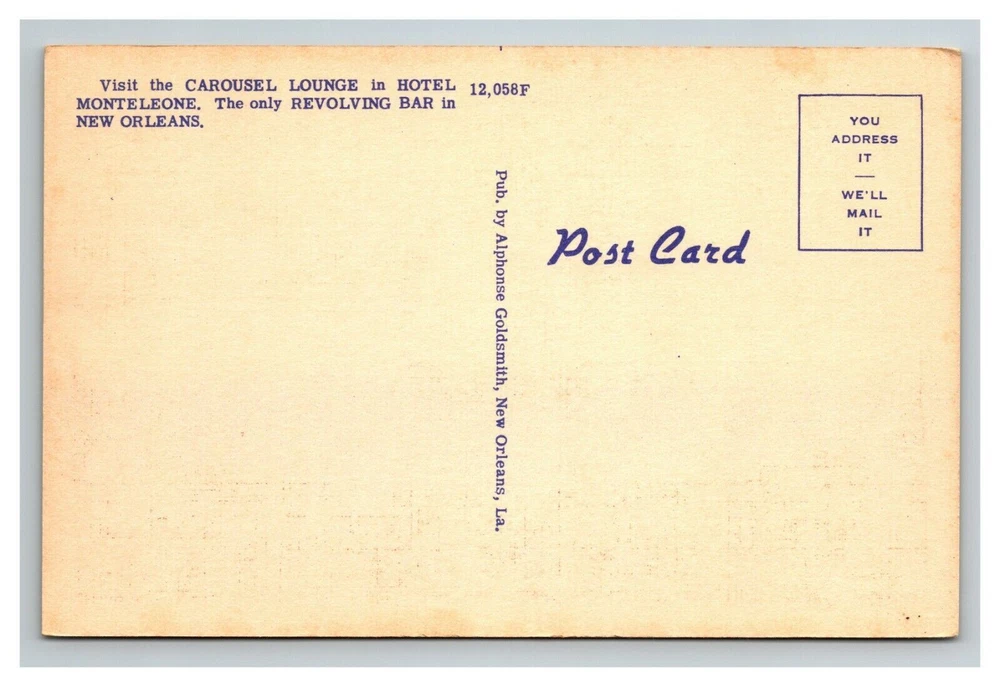 Visit the CAROUSEL LOUNGE in HOTEL
MONTELEONE. The only REVOLVING BAR in
NEW ORLEANS.
12,058F
Pub. by Alphonse Goldsmith, New Orleans, La.
Post Card
YOU
ADDRESS
IT
—
WE'LL
MAIL
IT